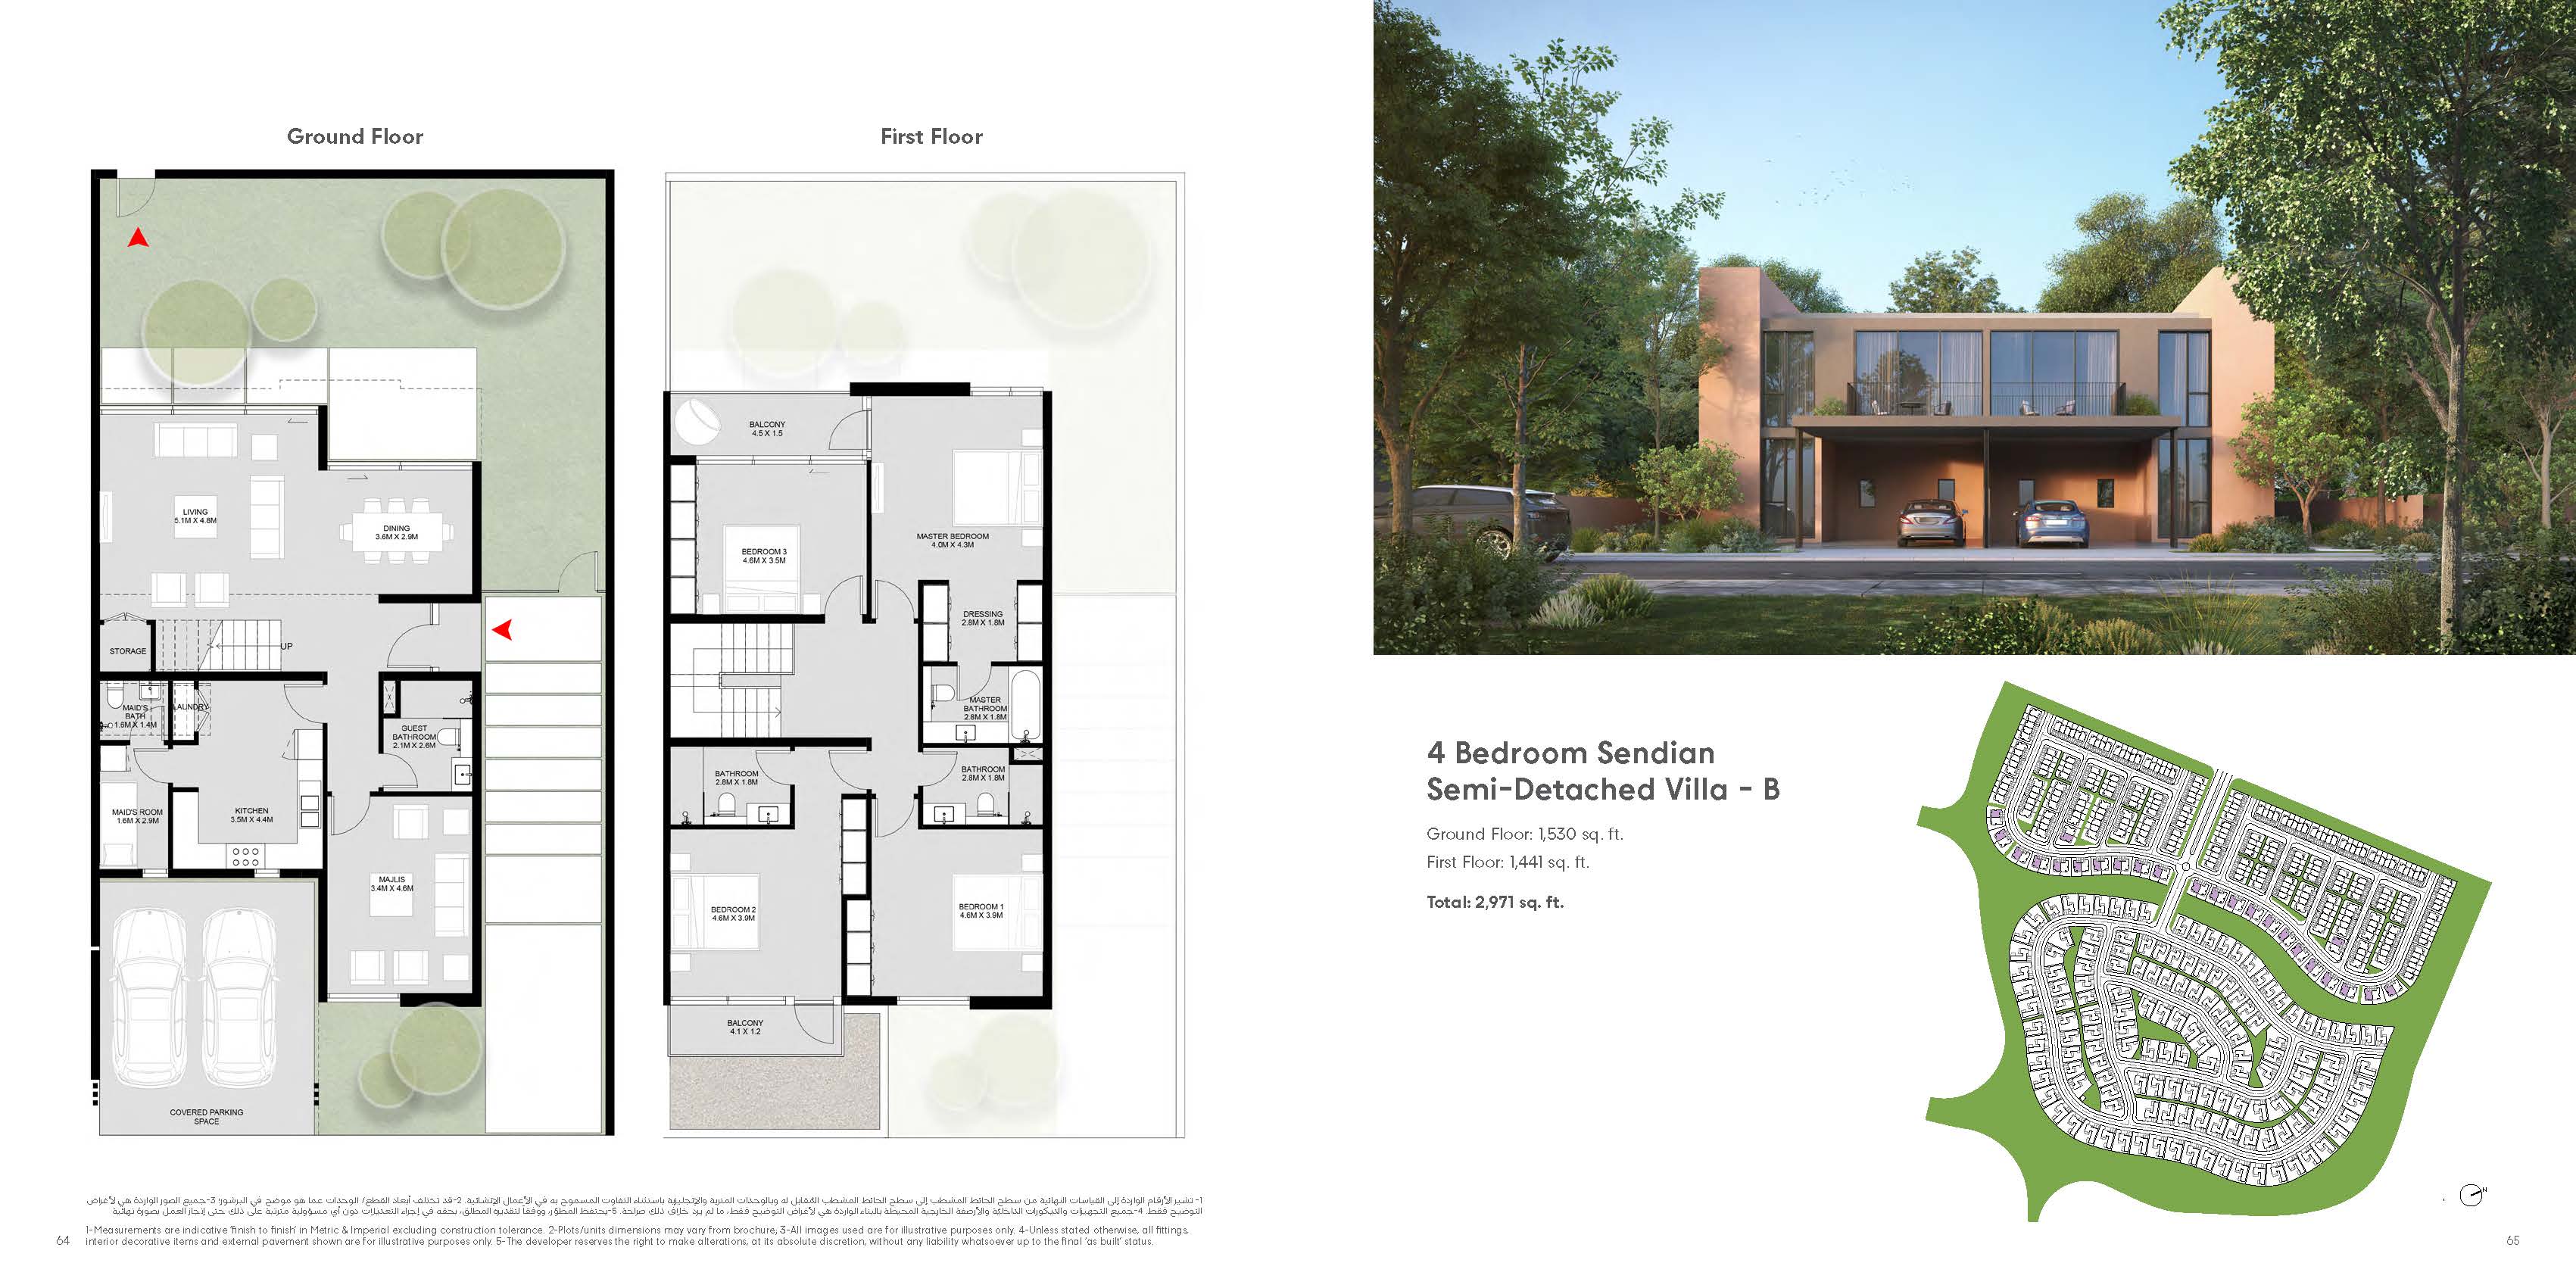 Ground Floor
LIVING
5.1M X 4.8M
DINING
3.6M X 2.9M
STORAGE
UP
MAID'S
BATH
1.6M X 1.4M
LAUNDRY
GUEST
BATHROOM
2.1M X 2.6M
MAID'S ROOM
1.6M X 2.9M
KITCHEN
3.5M X 4.4M
MAJLIS
3.4M X 4.6M
COVERED PARKING
SPACE
First Floor
BALCONY
4.5 X 1.5
MASTER BEDROOM
4.0M X 4.3M
BEDROOM 3
4.6M X 3.5M
DRESSING
2.8M X 1.8M
MASTER
BATHROOM
2.8M X 1.8M
BATHROOM
2.8M X 1.8M
BATHROOM
2.8M X 1.8M
BEDROOM 2
4.6M X 3.9M
BEDROOM 1
4.6M X 3.9M
BALCONY
4.1 X 1.2
1- تشير الأرقام الواردة إلى القياسات النهائية من سطح الحائط المشطب إلى سطح الحائط المشطب المقابل له وبالوحدات المترية والإنجليزية باستثناء التفاوت المسموح به في الأعمال الإنشائية. 2-قد تختلف أبعاد القطع/ الوحدات عما هو موضح في البرشور؛ 3-جميع الصور الواردة هي لأغراض
التوضيح فقط. 4-جميع التجهيزات والديكورات الداخلية والأرصفة الخارجية المحيطة بالبناء الواردة هي لأغراض التوضيح فقط، ما لم يرد خلاف ذلك صراحة. 5-يحتفظ المطوّر، ووفقاً لتقديره المطلق، بحقه في إجراء التعديلات دون أي مسؤولية مترتبة على ذلك حتى إنجاز العمل بصورة نهائية
1-Measurements are indicative 'finish to finish' in Metric & Imperial excluding construction tolerance. 2-Plots/units dimensions may vary from brochure; 3-All images used are for illustrative purposes only. 4-Unless stated otherwise, all fittings,
interior decorative items and external pavement shown are for illustrative purposes only. 5-The developer reserves the right to make alterations, at its absolute discretion, without any liability whatsoever up to the final 'as built' status.
64
4 Bedroom Sendian
Semi-Detached Villa - B
Ground Floor: 1,530 sq. ft.
First Floor: 1,441 sq. ft.
Total: 2,971 sq. ft.
N
65